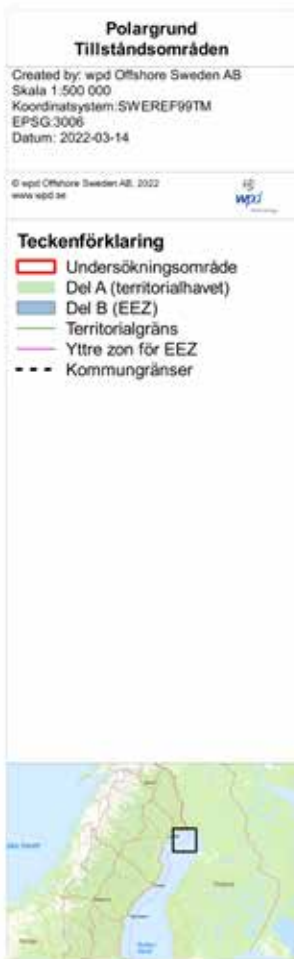 Polargrund
Tillståndsområden
Created by: wpd Offshore Sweden AB
Skala 1:500 000
Koordinatsystem:SWEREF99TM
EPSG:3006
Datum: 2022-03-14
© wpd Offshore Sweden AB, 2022
www.wpd.se
wpd
Teckenförklaring
Undersökningsområde
Del A (territorialhavet)
Del B (EEZ)
Territorialgräns
Yttre zon för EEZ
Kommungränser